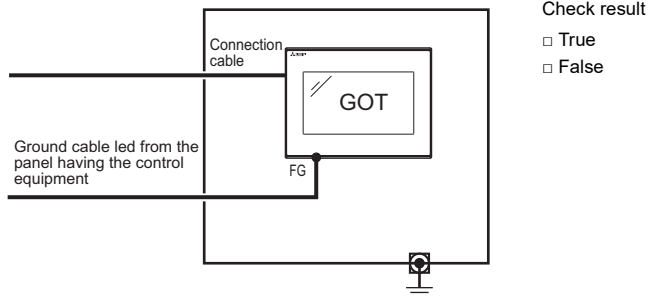 Check result
□ True
□ False
Connection
cable
GOT
Ground cable led from the
panel having the control
equipment
FG